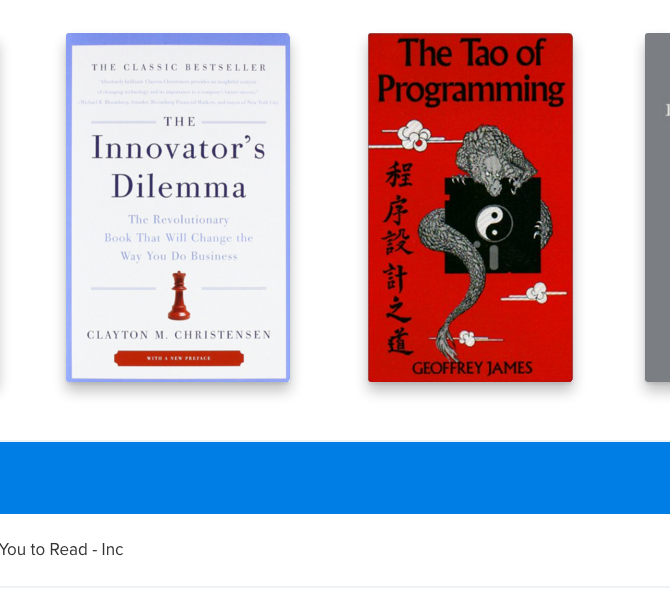 THE CLASSIC BESTSELLER
THE
Innovator's
Dilemma
The Revolutionary
Book That Will Change the
Way You Do Business
CLAYTON M. CHRISTENSEN
WITH A NEW PREFACE
The Tao of
Programming
程序設計之道
GEOFFREY JAMES
You to Read - Inc